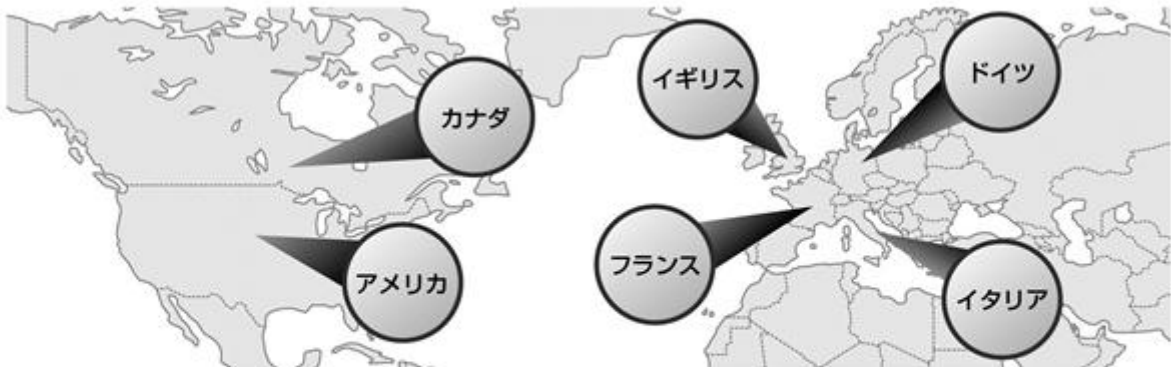 カナダ
アメリカ
イギリス
ドイツ
フランス
イタリア